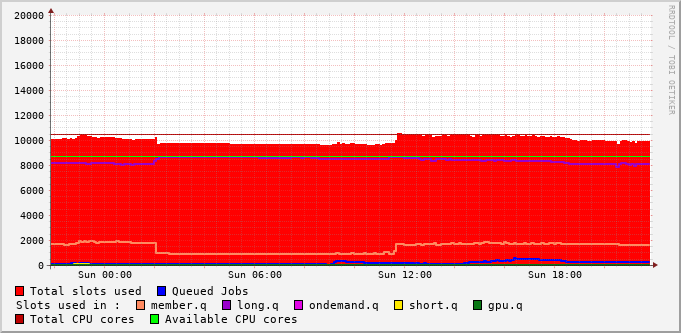 RRDTOOL / TOBI OETIKER
20000
18000
16000
14000
12000
10000
8000
6000
4000
2000
0
Sun 00:00 Sun 06:00 Sun 12:00 Sun 18:00
Total slots used Queued Jobs
Slots used in : member.q long.q ondemand.q short.q gpu.q
Total CPU cores Available CPU cores